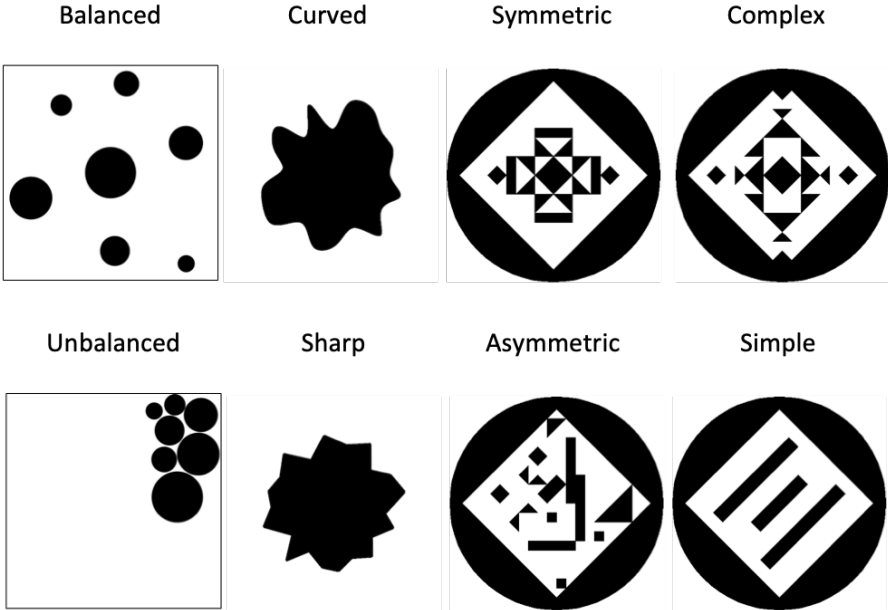 Balanced
Curved
Symmetric
Complex
Unbalanced
Sharp
Asymmetric
Simple